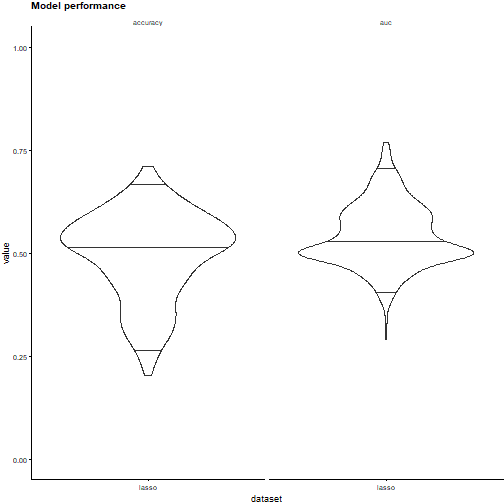 Model performance
accuracy
auc
1.00
0.75
0.50
0.25
0.00
value
lasso
lasso
dataset